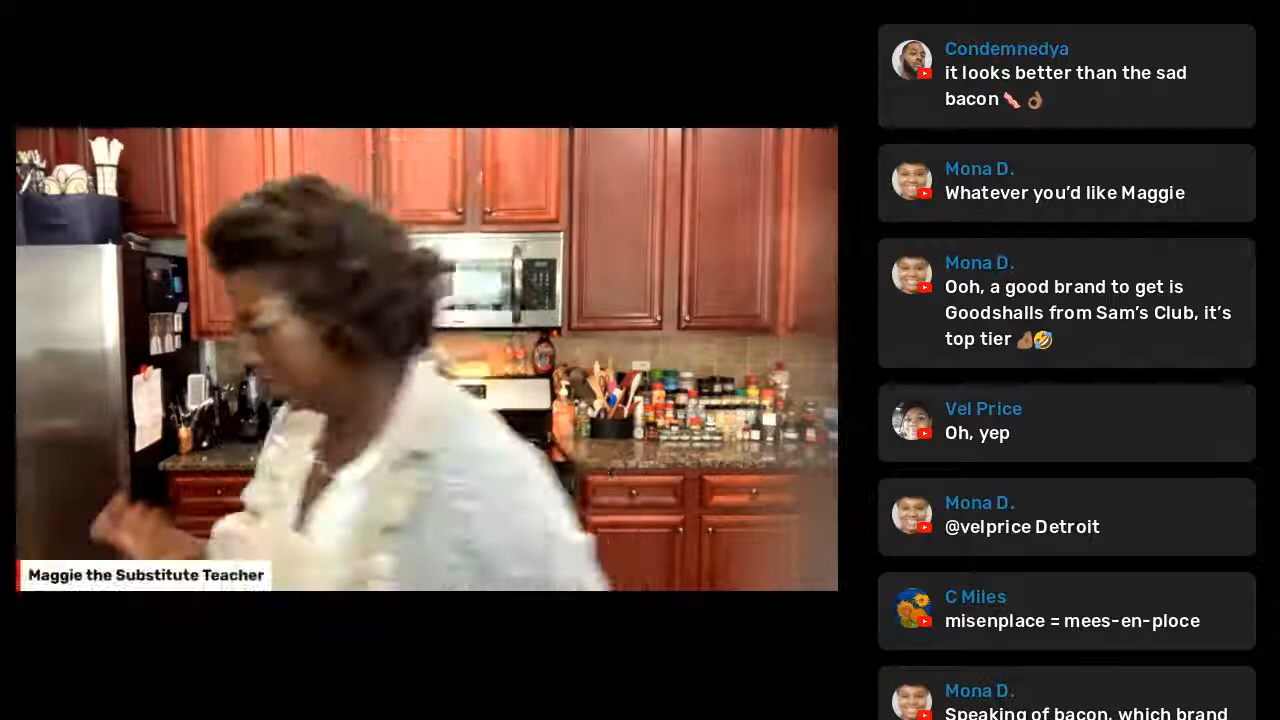 Condemnedya
it looks better than the sad
bacon 🥓 👌🏾
Mona D.
Whatever you’d like Maggie
Mona D.
Ooh, a good brand to get is
Goodshalls from Sam’s Club, it’s
top tier 🤌🏾🤣
Vel Price
Oh, yep
Mona D.
@velprice Detroit
C Miles
misenplace = mees-en-ploce
Mona D.
Speaking of bacon, which brand
Maggie the Substitute Teacher